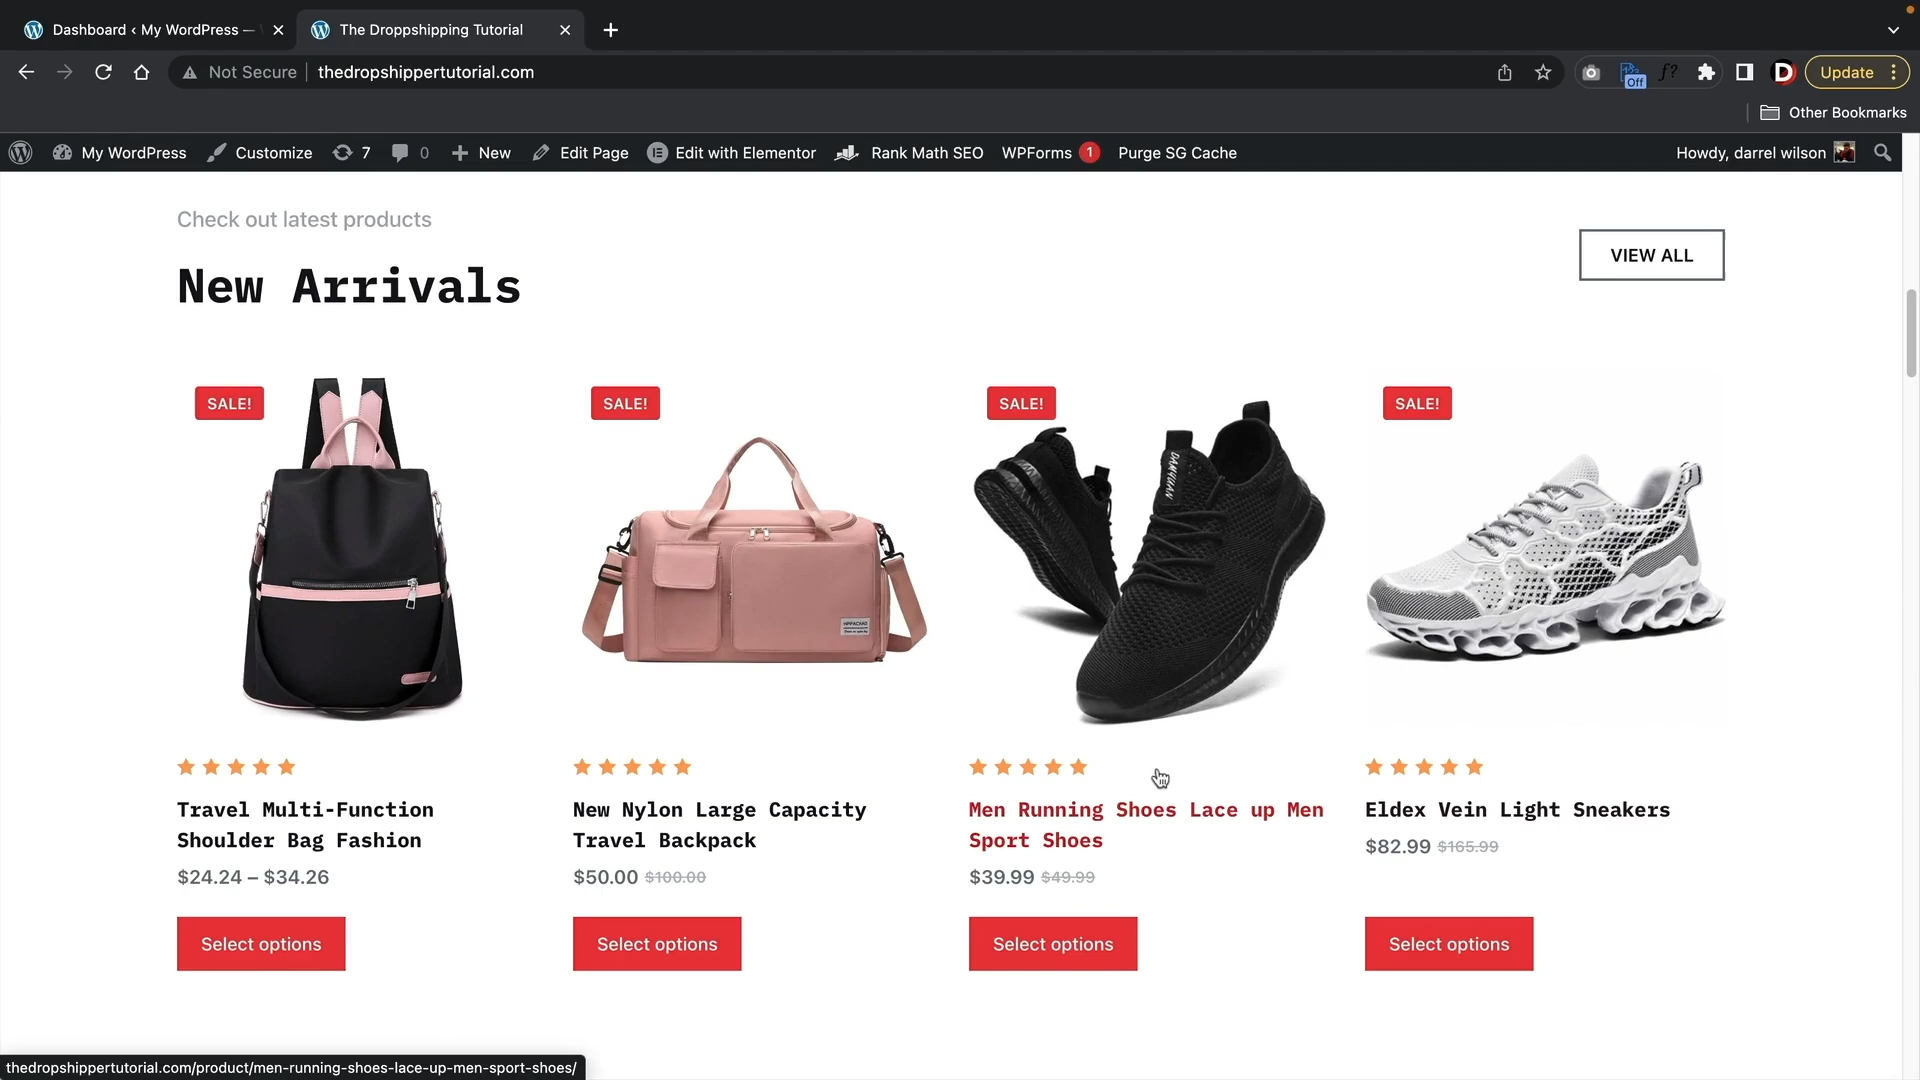 Dashboard ‹ My WordPress —
The Droppshipping Tutorial
Not Secure
thedropshippertutorial.com
Off
f?
D
Update
Other Bookmarks
My WordPress
Customize
7
0
New
Edit Page
Edit with Elementor
Rank Math SEO
WPForms 1
Purge SG Cache
Howdy, darrel wilson
Check out latest products
New Arrivals
VIEW ALL
SALE!
SALE!
SALE!
SALE!
Travel Multi-Function
Shoulder Bag Fashion
$24.24 – $34.26
Select options
New Nylon Large Capacity
Travel Backpack
$50.00 $100.00
Select options
Men Running Shoes Lace up Men
Sport Shoes
$39.99 $49.99
Select options
Eldex Vein Light Sneakers
$82.99 $165.99
Select options
thedropshippertutorial.com/product/men-running-shoes-lace-up-men-sport-shoes/